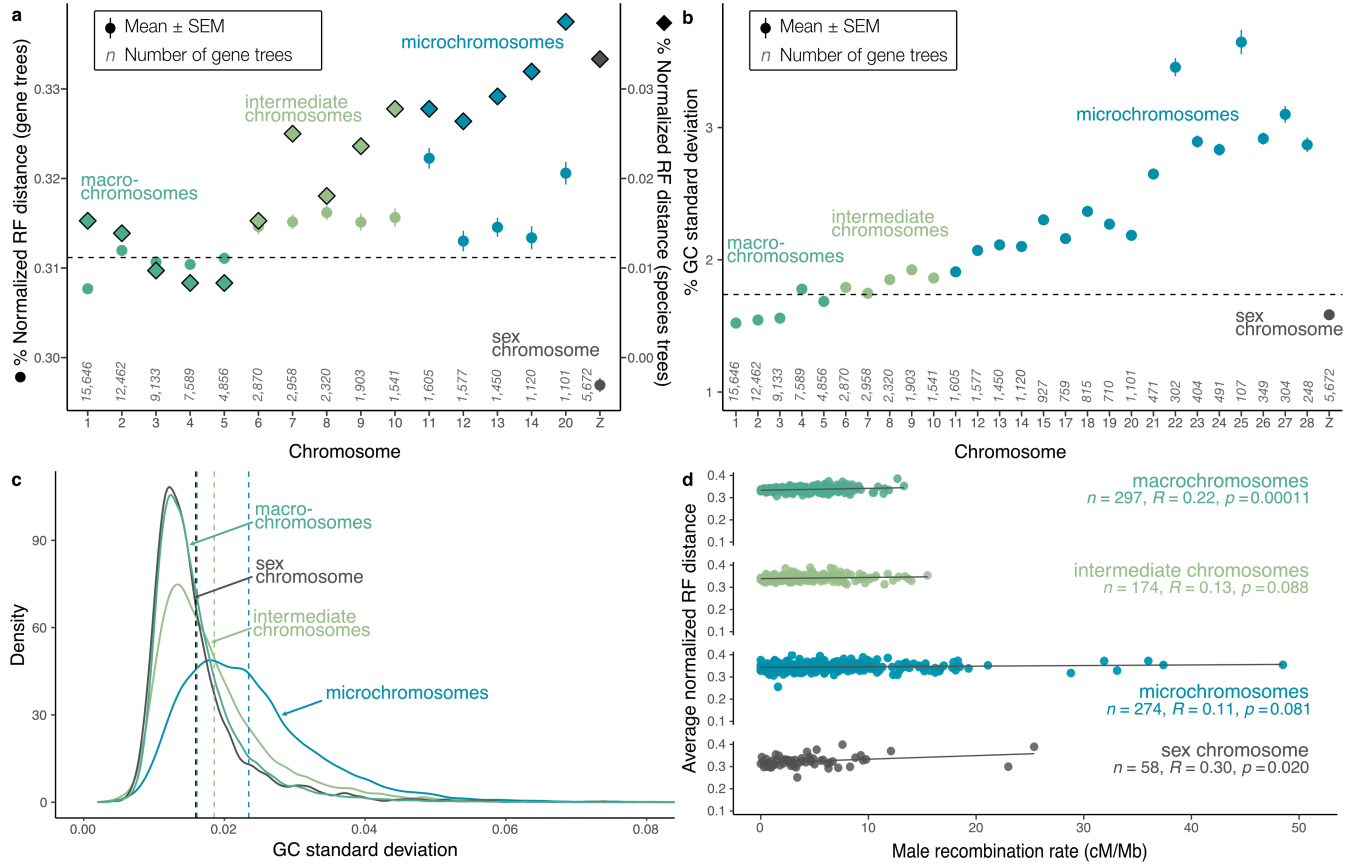 a
Mean ± SEM
n Number of gene trees
% Normalized RF distance (gene trees)
0.33
0.32
0.31
0.30
macro-
chromosomes
intermediate
chromosomes
microchromosomes
sex
chromosome
% Normalized RF distance (species trees)
0.03
0.02
0.01
0.00
15,646
12,462
9,133
7,589
4,856
2,870
2,958
2,320
1,903
1,541
1,605
1,577
1,450
1,120
1,101
5,672
1 2 3 4 5 6 7 8 9 10 11 12 13 14 20 Z
Chromosome
b
Mean ± SEM
n Number of gene trees
% GC standard deviation
3
2
1
macro-
chromosomes
intermediate
chromosomes
microchromosomes
sex
chromosome
15,646
12,462
9,133
7,589
4,856
2,870
2,958
2,320
1,903
1,541
1,605
1,577
1,450
1,120
927
759
815
710
1,101
471
302
404
491
107
349
304
248
5,672
1 2 3 4 5 6 7 8 9 10 11 12 13 14 15 17 18 19 20 21 22 23 24 25 26 27 28 Z
Chromosome
c
Density
90
60
30
0
macro-
chromosomes
sex
chromosome
intermediate
chromosomes
microchromosomes
0.00 0.02 0.04 0.06 0.08
GC standard deviation
d
Average normalized RF distance
0.4
0.3
0.2
0.1
macrochromosomes
n = 297, R = 0.22, p = 0.00011
0.4
0.3
0.2
0.1
intermediate chromosomes
n = 174, R = 0.13, p = 0.088
0.4
0.3
0.2
0.1
microchromosomes
n = 274, R = 0.11, p = 0.081
0.4
0.3
0.2
0.1
sex chromosome
n = 58, R = 0.30, p = 0.020
0 10 20 30 40 50
Male recombination rate (cM/Mb)